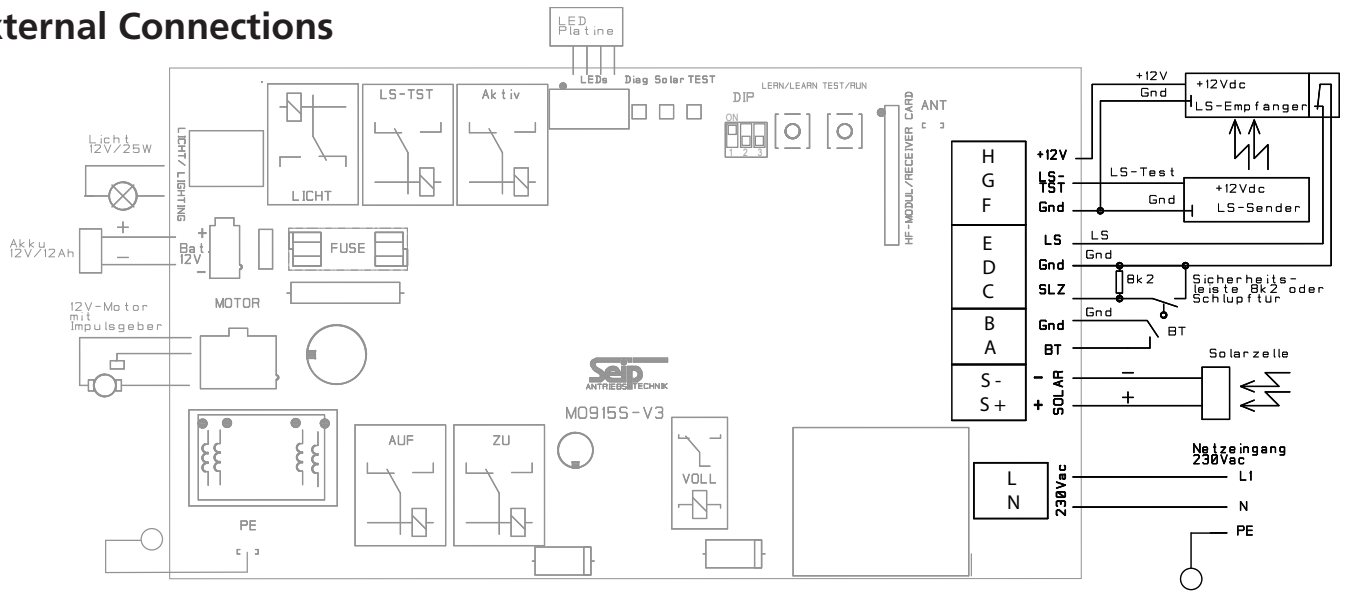 xternal Connections
LED
Platine
LEDs Diag Solar TEST
LERN/LEARN TEST/RUN
DIP
ON
1 2 3
ANT
HF-MODUL/RECEIVER CARD
LICHT
LS-TST
Aktiv
Licht
12V/25W
LICHT/ LIGHTING
Akku
12V/12Ah
+
−
+
Bat
12V
−
FUSE
MOTOR
12V-Motor
mit
Impulsgeber
Seip
ANTRIEBSTECHNIK
M0915S-V3
AUF
ZU
VOLL
PE
H
G
F
E
D
C
B
A
S -
S +
L
N
+12V
LS-
TST
Gnd
LS
Gnd
SLZ
Gnd
BT
−
+
SOLAR
230Vac
+12V
Gnd
+12Vdc
LS-Empfanger
LS-Test
Gnd
+12Vdc
LS-Sender
LS
Gnd
8k2
Sicherheits-
leiste 8k2 oder
Schlupftür
Gnd
BT
Solarzelle
−
+
Netzeingang
230Vac
L1
N
PE